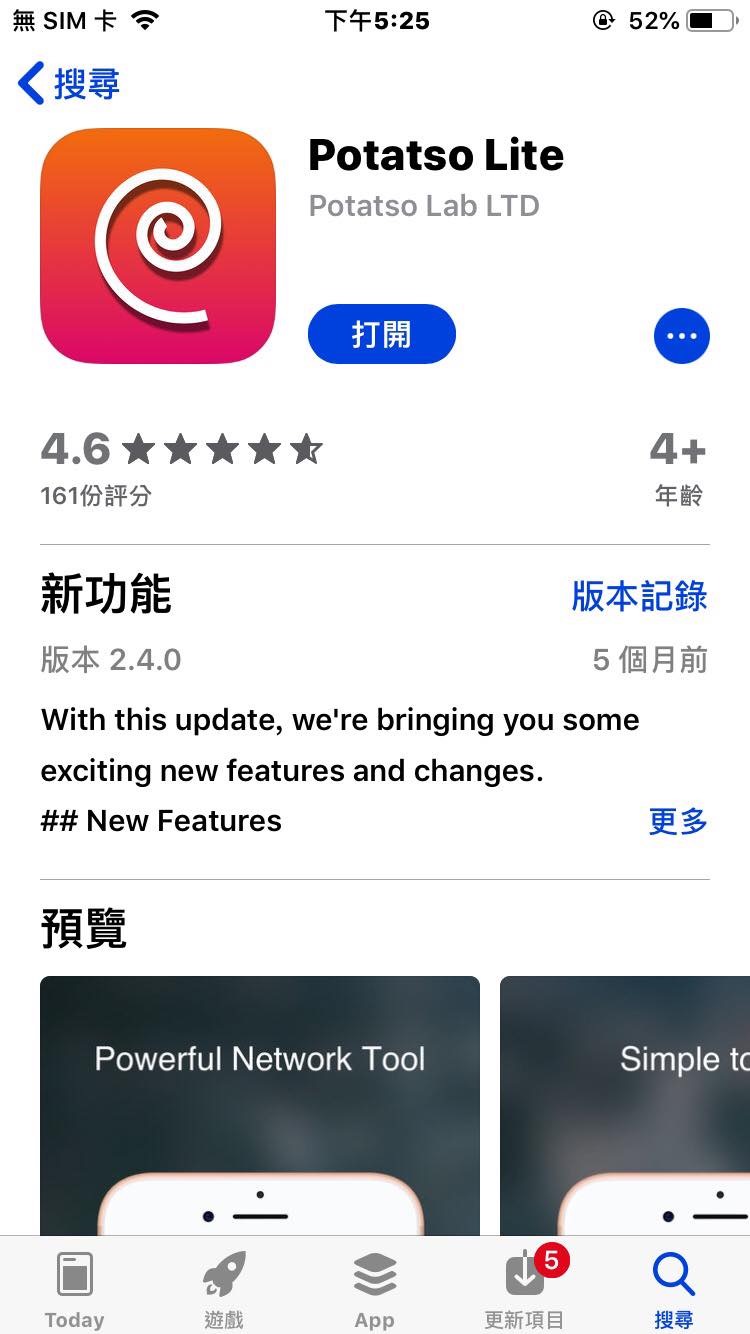 無 SIM 卡
下午5:25
52%
搜尋
Potatso Lite
Potatso Lab LTD
打開
4.6
4+
161份評分
年齡
新功能
版本記錄
版本 2.4.0
5 個月前
With this update, we're bringing you some
exciting new features and changes.
## New Features
更多
預覽
Powerful Network Tool
Simple to
Today
遊戲
App
5
更新項目
搜尋